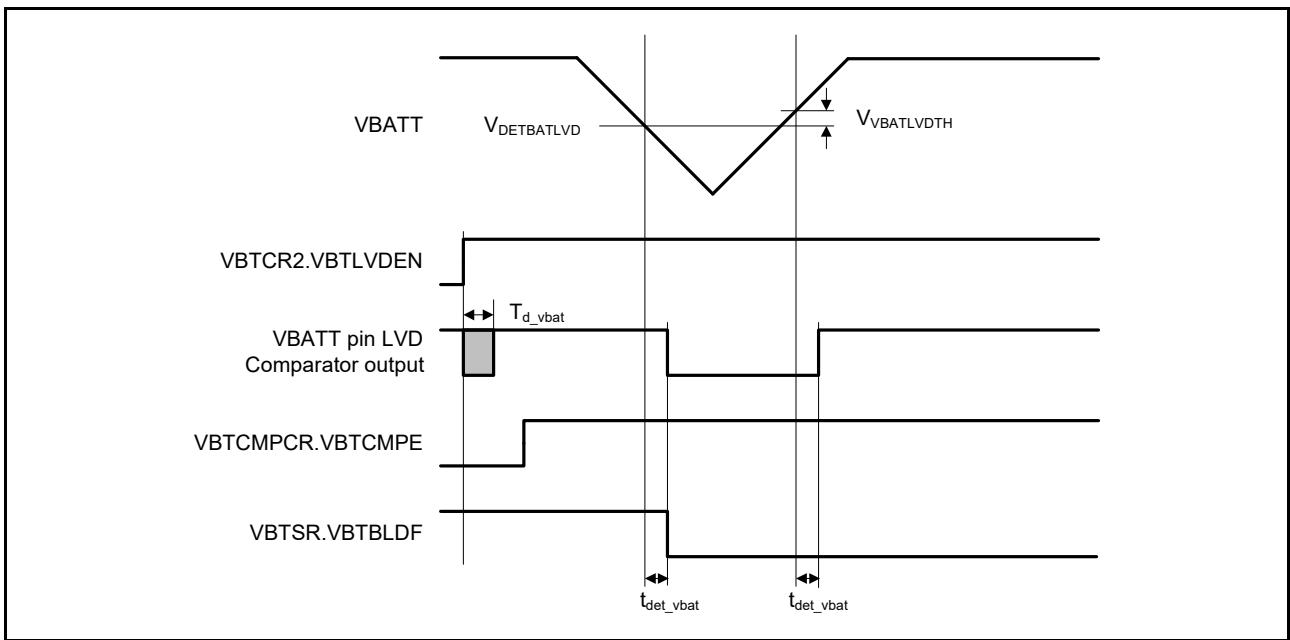 VBATT
VDETBATLVD
VVBATLVDTH
VBTCR2.VBTLVDEN
Td_vbat
VBATT pin LVD
Comparator output
VBTCMPCR.VBTCMPE
VBTSR.VBTBLDF
tdet_vbat
tdet_vbat